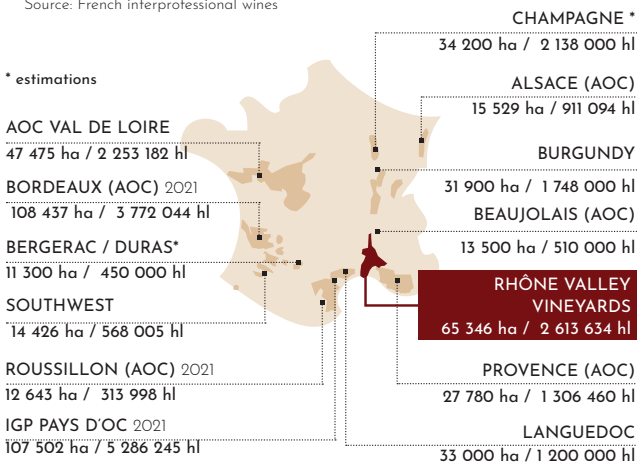 Source: French interprofessional wines
* estimations
AOC VAL DE LOIRE
47 475 ha / 2 253 182 hl
BORDEAUX (AOC) 2021
108 437 ha / 3 772 044 hl
BERGERAC / DURAS*
11 300 ha / 450 000 hl
SOUTHWEST
14 426 ha / 568 005 hl
ROUSSILLON (AOC) 2021
12 643 ha / 313 998 hl
IGP PAYS D'OC 2021
107 502 ha / 5 286 245 hl
CHAMPAGNE *
34 200 ha / 2 138 000 hl
ALSACE (AOC)
15 529 ha / 911 094 hl
BURGUNDY
31 900 ha / 1 748 000 hl
BEAUJOLAIS (AOC)
13 500 ha / 510 000 hl
RHÔNE VALLEY
VINEYARDS
65 346 ha / 2 613 634 hl
PROVENCE (AOC)
27 780 ha / 1 306 460 hl
LANGUEDOC
33 000 ha / 1 200 000 hl